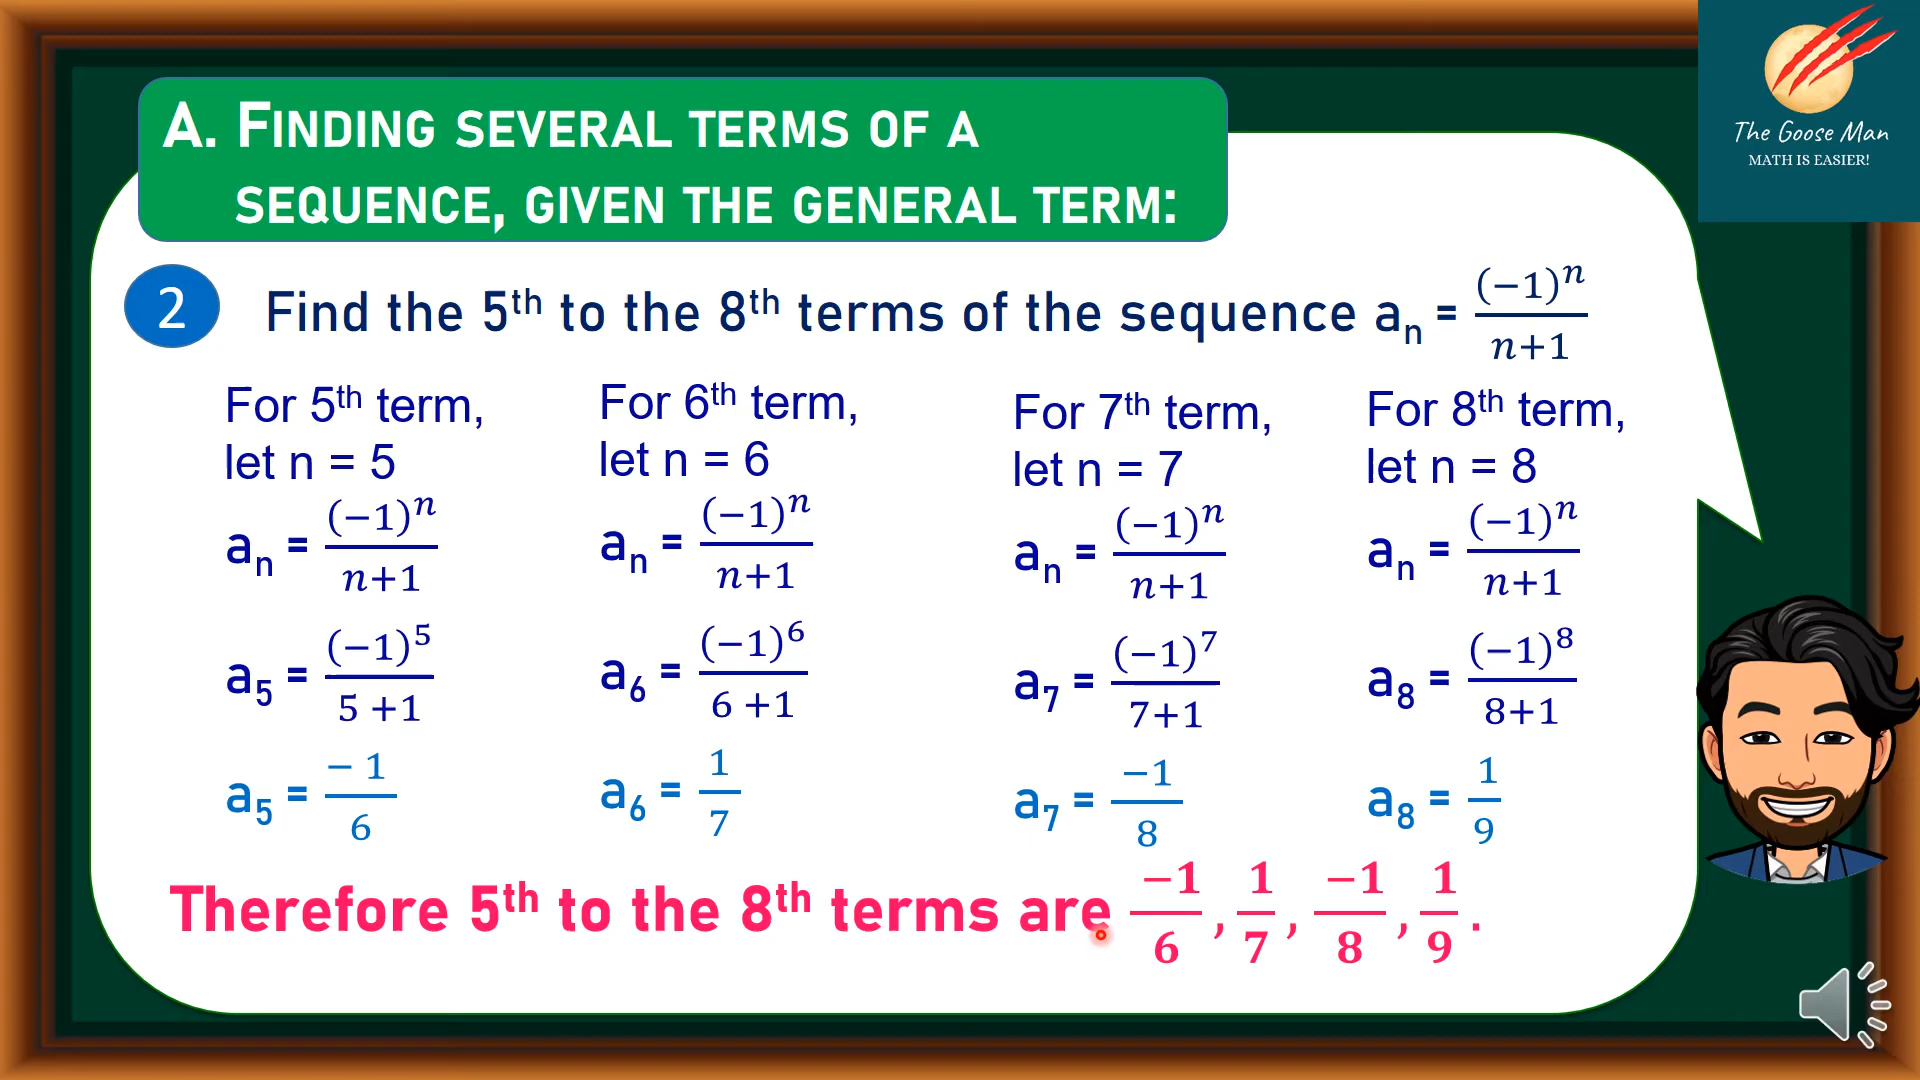 A. FINDING SEVERAL TERMS OF A
SEQUENCE, GIVEN THE GENERAL TERM:
The Goose Man
MATH IS EASIER!
2 Find the 5th to the 8th terms of the sequence aₙ = (−1)ⁿ/(n+1)
For 5th term,
let n = 5
aₙ = (−1)ⁿ/(n+1)
a₅ = (−1)⁵/(5 +1)
a₅ = − 1/6
For 6th term,
let n = 6
aₙ = (−1)ⁿ/(n+1)
a₆ = (−1)⁶/(6 +1)
a₆ = 1/7
For 7th term,
let n = 7
aₙ = (−1)ⁿ/(n+1)
a₇ = (−1)⁷/(7+1)
a₇ = −1/8
For 8th term,
let n = 8
aₙ = (−1)ⁿ/(n+1)
a₈ = (−1)⁸/(8+1)
a₈ = 1/9
Therefore 5th to the 8th terms are −1/6, 1/7, −1/8, 1/9.